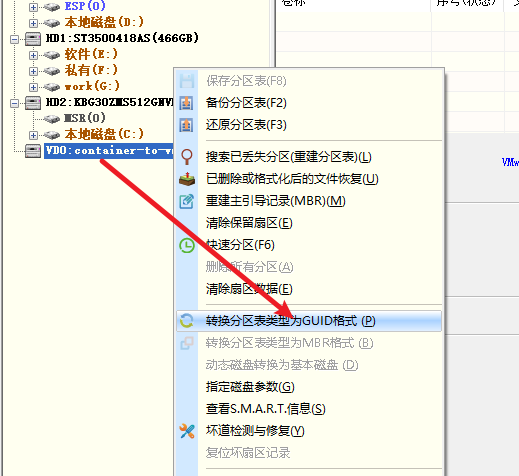 卷标 序号(状态)
ESP(0)
本地磁盘(D:)
HD1:ST3500418AS(466GB)
软件(E:)
私有(F:)
work(G:)
HD2:KBG30ZMS512GNVM
MSR(0)
本地磁盘(C:)
VD0:container-to-v
VMw
保存分区表(F8)
备份分区表(F2)
还原分区表(F3)
搜索已丢失分区(重建分区表)(L)
已删除或格式化后的文件恢复(U)
重建主引导记录(MBR)(M)
清除保留扇区(E)
快速分区(F6)
删除所有分区(A)
清除扇区数据(E)
转换分区表类型为GUID格式 (P)
转换分区表类型为MBR格式 (B)
动态磁盘转换为基本磁盘 (D)
指定磁盘参数(G)
查看S.M.A.R.T.信息(S)
坏道检测与修复(Y)
复位坏扇区记录